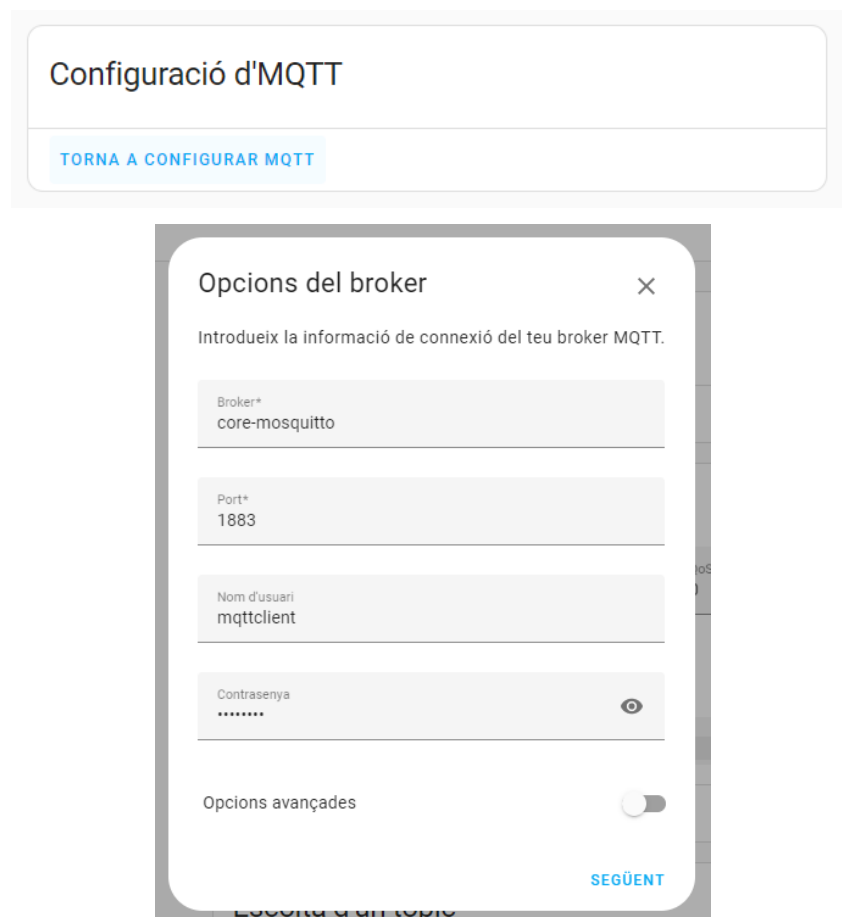 Configuració d'MQTT
TORNA A CONFIGURAR MQTT
Opcions del broker
Introdueix la informació de connexió del teu broker MQTT.
Broker*
core-mosquitto
Port*
1883
Nom d'usuari
mqttclient
Contrasenya
••••••••
Opcions avançades
SEGÜENT